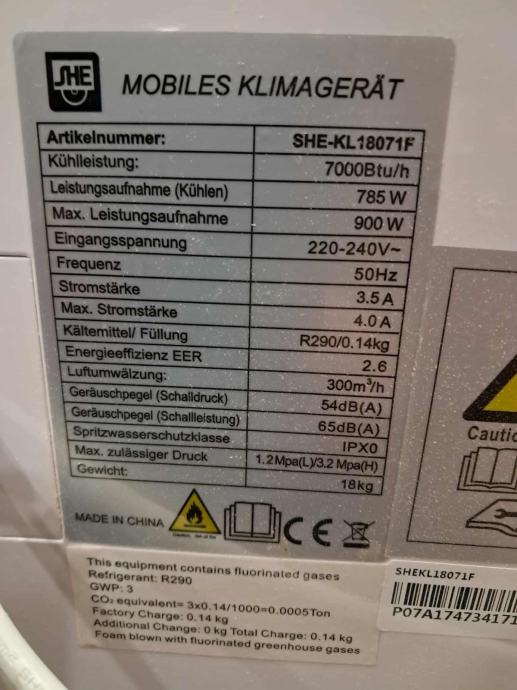 SHE
MOBILES KLIMAGERÄT
Artikelnummer: SHE-KL18071F
Kühlleistung: 7000Btu/h
Leistungsaufnahme (Kühlen) 785 W
Max. Leistungsaufnahme 900 W
Eingangsspannung 220-240V~
Frequenz 50Hz
Stromstärke 3.5 A
Max. Stromstärke 4.0 A
Kältemittel/ Füllung R290/0.14kg
Energieeffizienz EER 2.6
Luftumwälzung: 300m³/h
Geräuschpegel (Schalldruck) 54dB(A)
Geräuschpegel (Schallleistung) 65dB(A)
Spritzwasserschutzklasse IPX0
Max. zulässiger Druck 1.2Mpa(L)/3.2 Mpa(H)
Gewicht: 18kg
MADE IN CHINA
CE
This equipment contains fluorinated gases
Refrigerant: R290
GWP: 3
CO₂ equivalent= 3x0.14/1000=0.0005Ton
Factory Charge: 0.14 kg
Additional Change: 0 kg Total Charge: 0.14 kg
Foam blown with fluorinated greenhouse gases
SHEKL18071F
P07A174734171